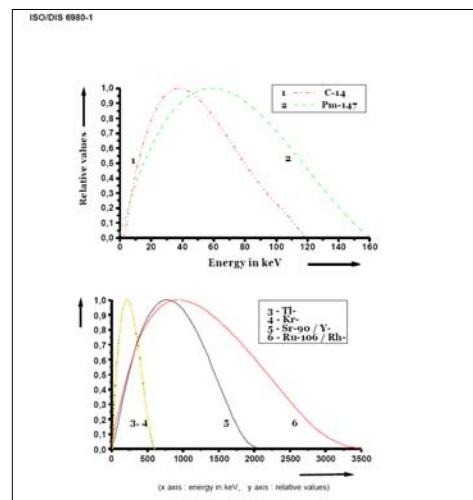 ISO/DIS 6980-1
1 C-14
2 Pm-147
Relative values
1,0
0,9
0,8
0,7
0,6
0,5
0,4
0,3
0,2
0,1
0,0
1
2
0 20 40 60 80 100 120 140 160
Energy in keV
3 - Tl-
4 - Kr-
5 - Sr-90 / Y-
6 - Ru-106 / Rh-
1,0
0,9
0,8
0,7
0,6
0,5
0,4
0,3
0,2
0,1
0,0
3- 4 5 6
0 500 1000 1500 2000 2500 3000 3500
(x axis : energy in keV, y axis : relative values)